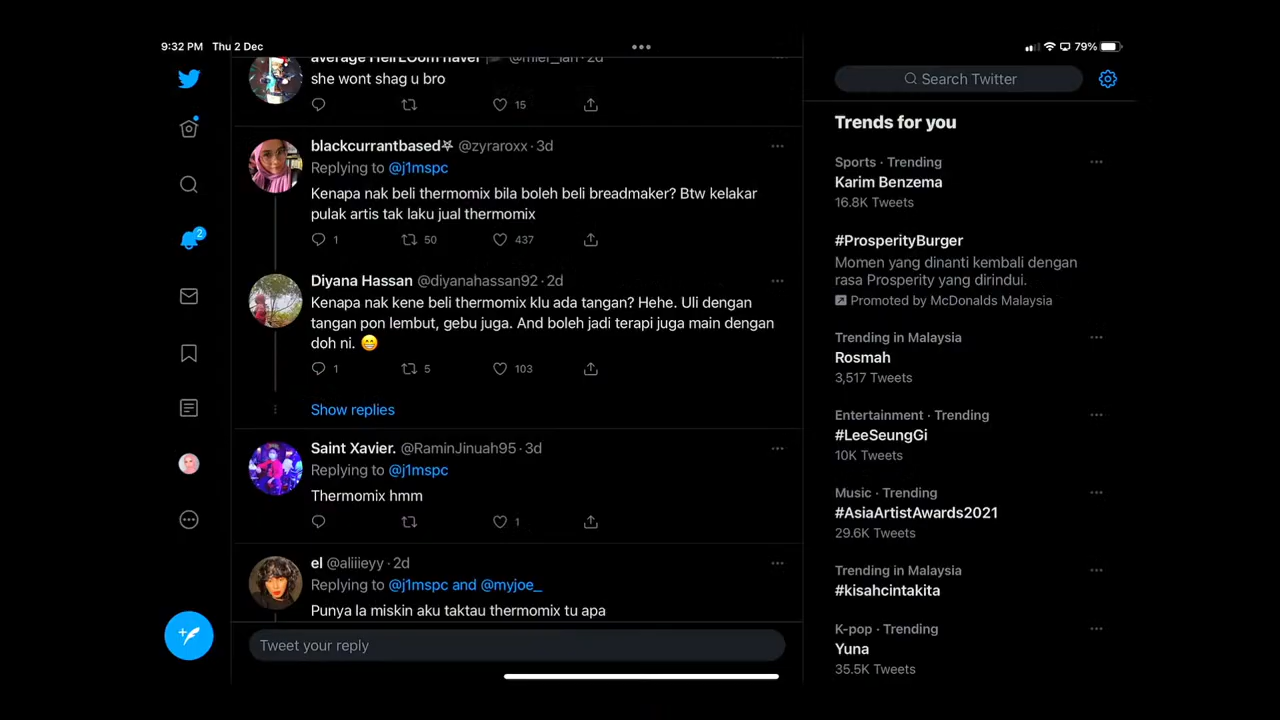 9:32 PM Thu 2 Dec
79%
she wont shag u bro
15
blackcurrantbased @zyraroxx · 3d
Replying to @j1mspc
Kenapa nak beli thermomix bila boleh beli breadmaker? Btw kelakar
pulak artis tak laku jual thermomix
1 50 437
Diyana Hassan @diyanahassan92 · 2d
Kenapa nak kene beli thermomix klu ada tangan? Hehe. Uli dengan
tangan pon lembut, gebu juga. And boleh jadi terapi juga main dengan
doh ni. 😁
1 5 103
Show replies
Saint Xavier. @RaminJinuah95 · 3d
Replying to @j1mspc
Thermomix hmm
1
el @aliiieyy · 2d
Replying to @j1mspc and @myjoe_
Punya la miskin aku taktau thermomix tu apa
Tweet your reply
2
Search Twitter
Trends for you
Sports · Trending
Karim Benzema
16.8K Tweets
#ProsperityBurger
Momen yang dinanti kembali dengan
rasa Prosperity yang dirindui.
Promoted by McDonalds Malaysia
Trending in Malaysia
Rosmah
3,517 Tweets
Entertainment · Trending
#LeeSeungGi
10K Tweets
Music · Trending
#AsiaArtistAwards2021
29.6K Tweets
Trending in Malaysia
#kisahcintakita
K-pop · Trending
Yuna
35.5K Tweets